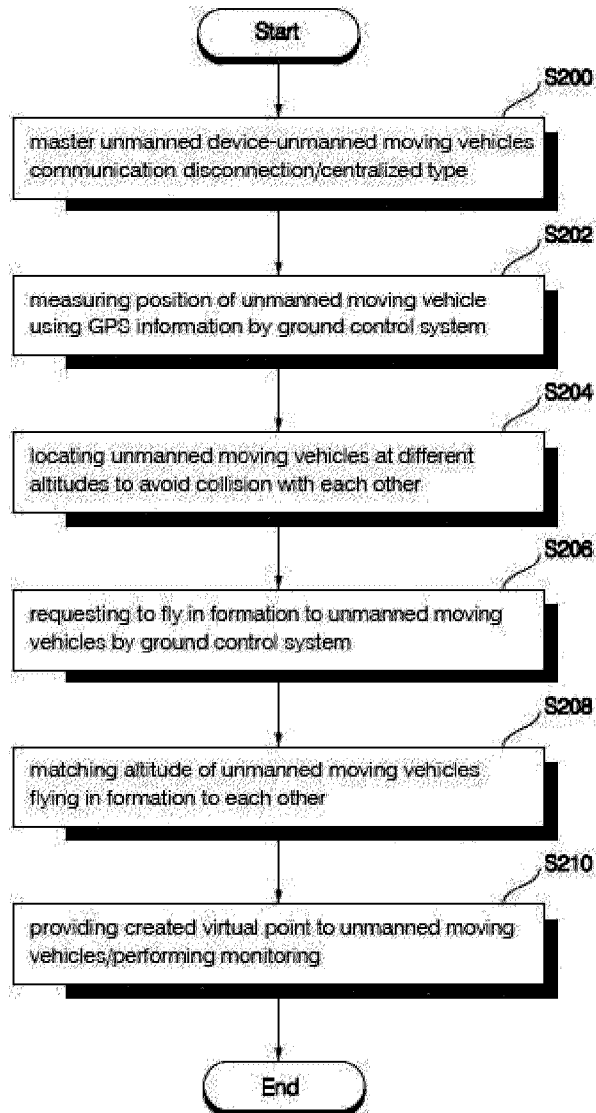 Start
S200
master unmanned device-unmanned moving vehicles
communication disconnection/centralized type
S202
measuring position of unmanned moving vehicle
using GPS information by ground control system
S204
locating unmanned moving vehicles at different
altitudes to avoid collision with each other
S206
requesting to fly in formation to unmanned moving
vehicles by ground control system
S208
matching altitude of unmanned moving vehicles
flying in formation to each other
S210
providing created virtual point to unmanned moving
vehicles/performing monitoring
End